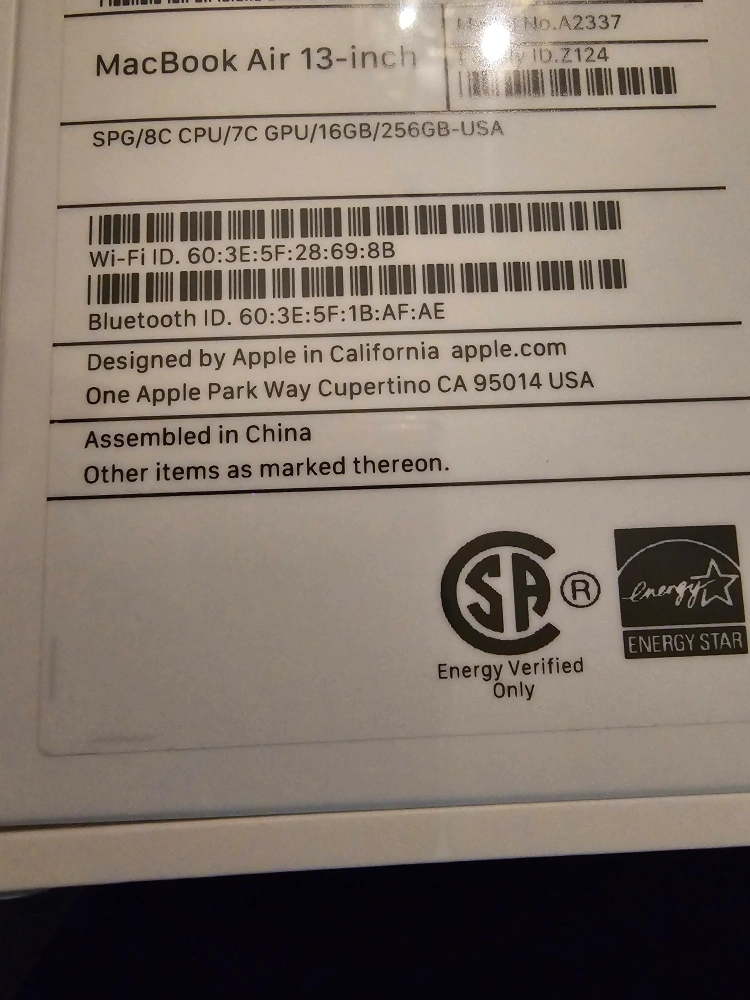 Model No.A2337
MacBook Air 13-inch
Family ID.Z124
SPG/8C CPU/7C GPU/16GB/256GB-USA
Wi-Fi ID. 60:3E:5F:28:69:8B
Bluetooth ID. 60:3E:5F:1B:AF:AE
Designed by Apple in California apple.com
One Apple Park Way Cupertino CA 95014 USA
Assembled in China
Other items as marked thereon.
SA ®
energy
ENERGY STAR
Energy Verified
Only